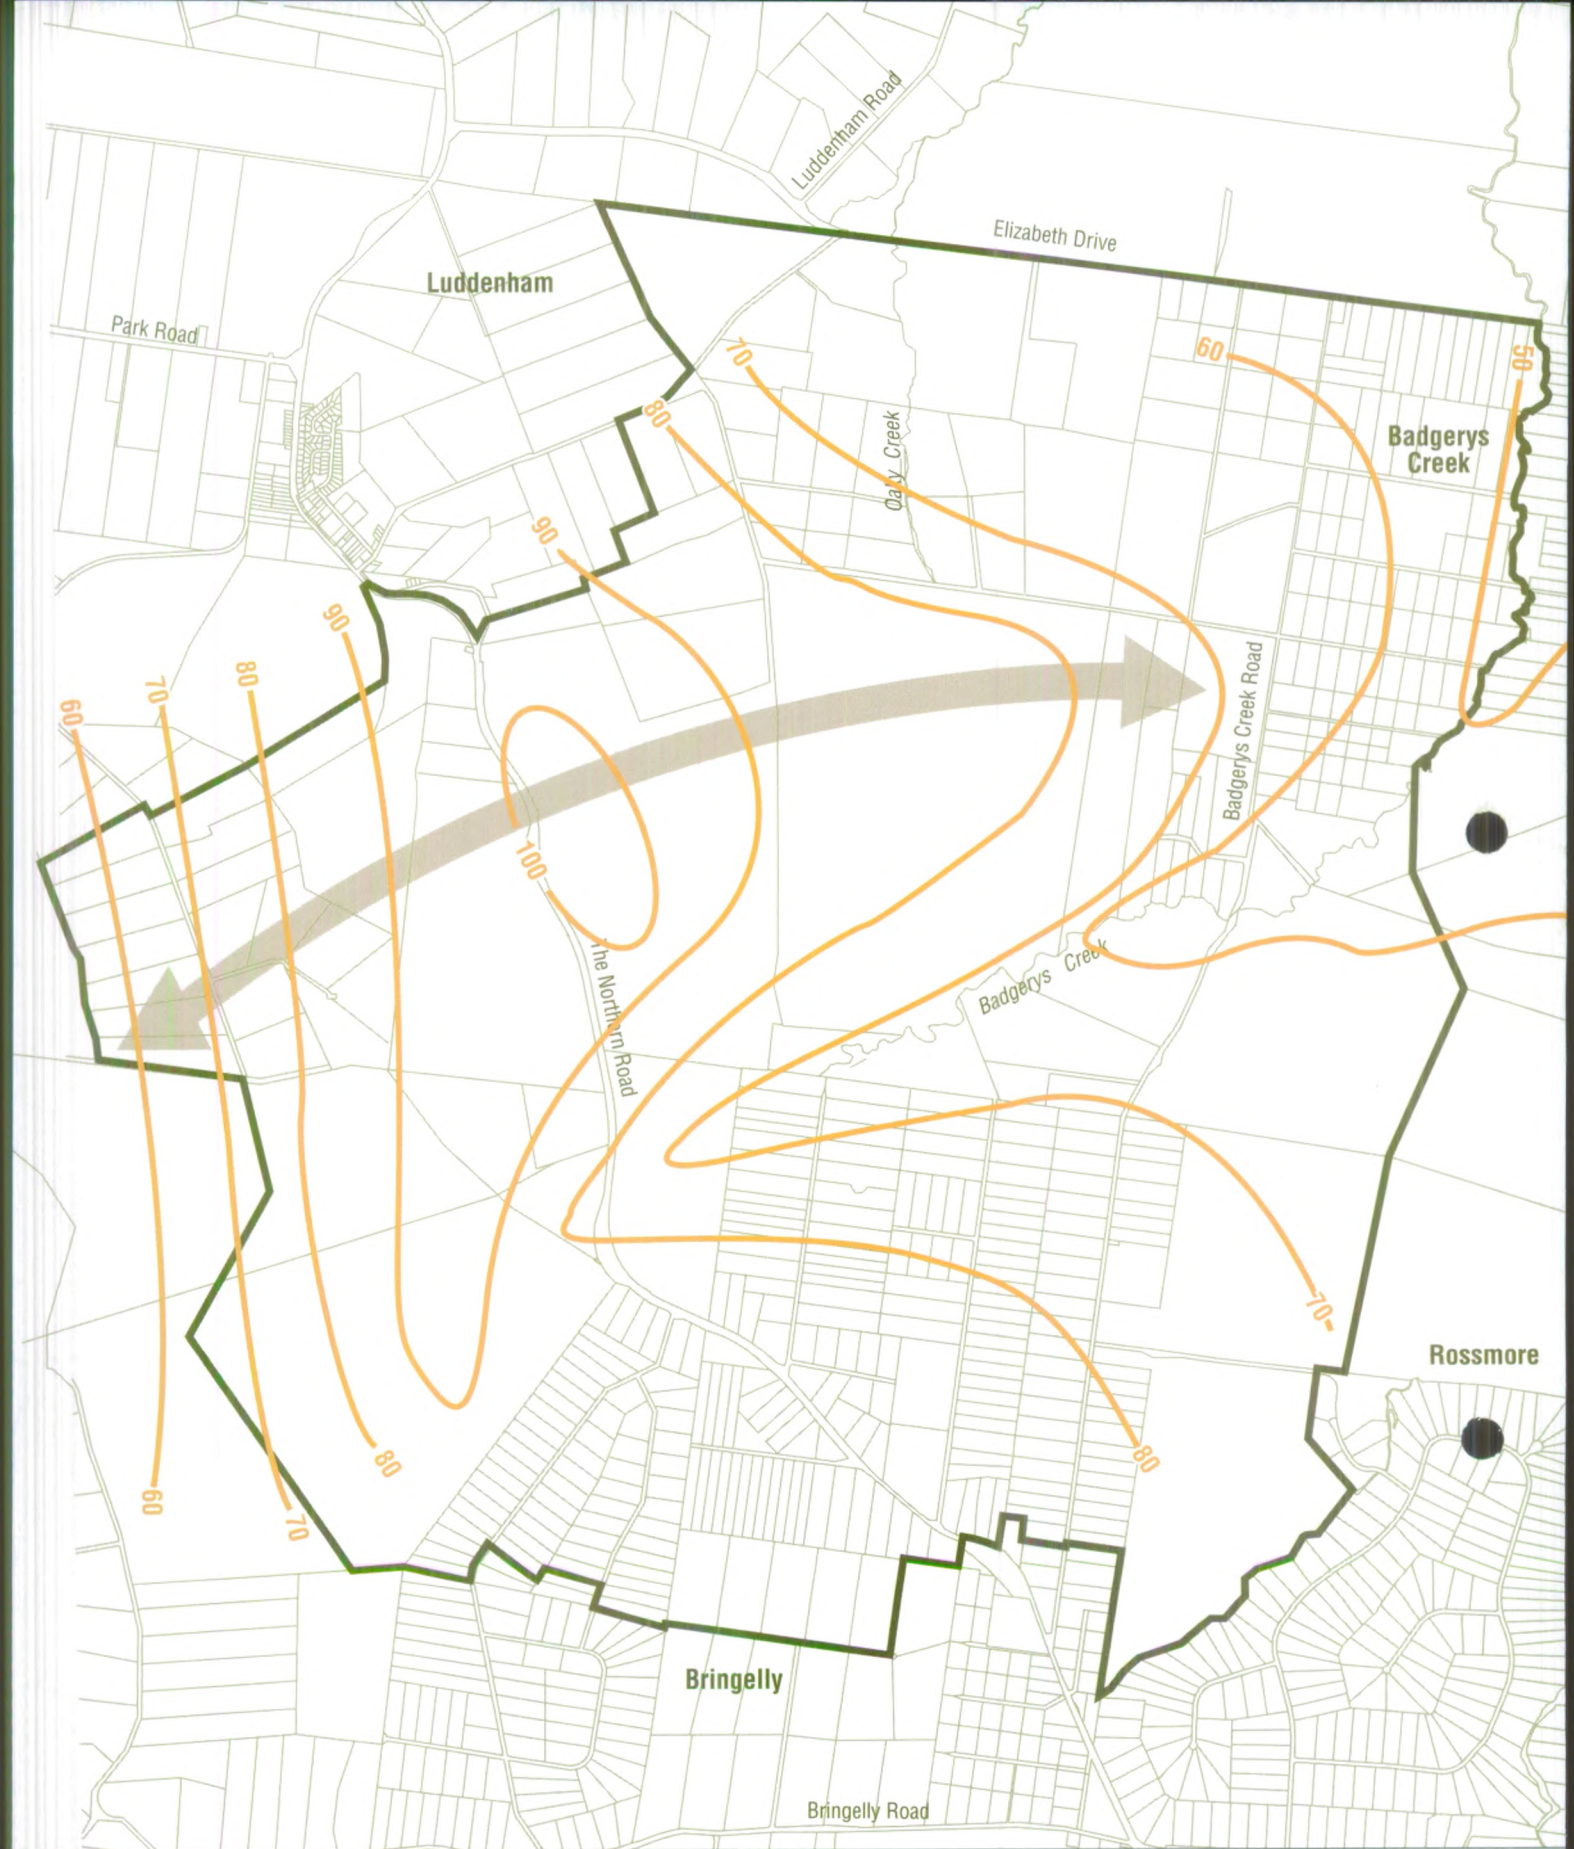 Luddenham Road
Elizabeth Drive
Luddenham
Park Road
70
60
50
80
Oaky Creek
Badgerys
Creek
90
90
80
70
60
Badgerys Creek Road
100
The Northern Road
Badgerys Creek
70
Rossmore
80
80
60
70
Bringelly
Bringelly Road